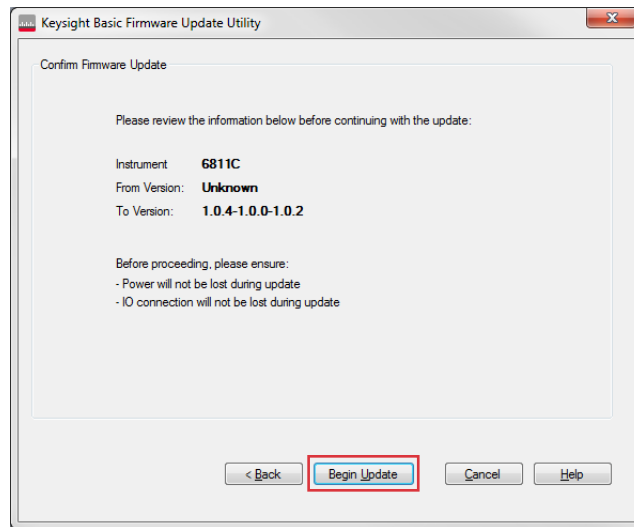 Keysight Basic Firmware Update Utility
Confirm Firmware Update
Please review the information below before continuing with the update:
Instrument 6811C
From Version: Unknown
To Version: 1.0.4-1.0.0-1.0.2
Before proceeding, please ensure:
- Power will not be lost during update
- IO connection will not be lost during update
< Back Begin Update Cancel Help